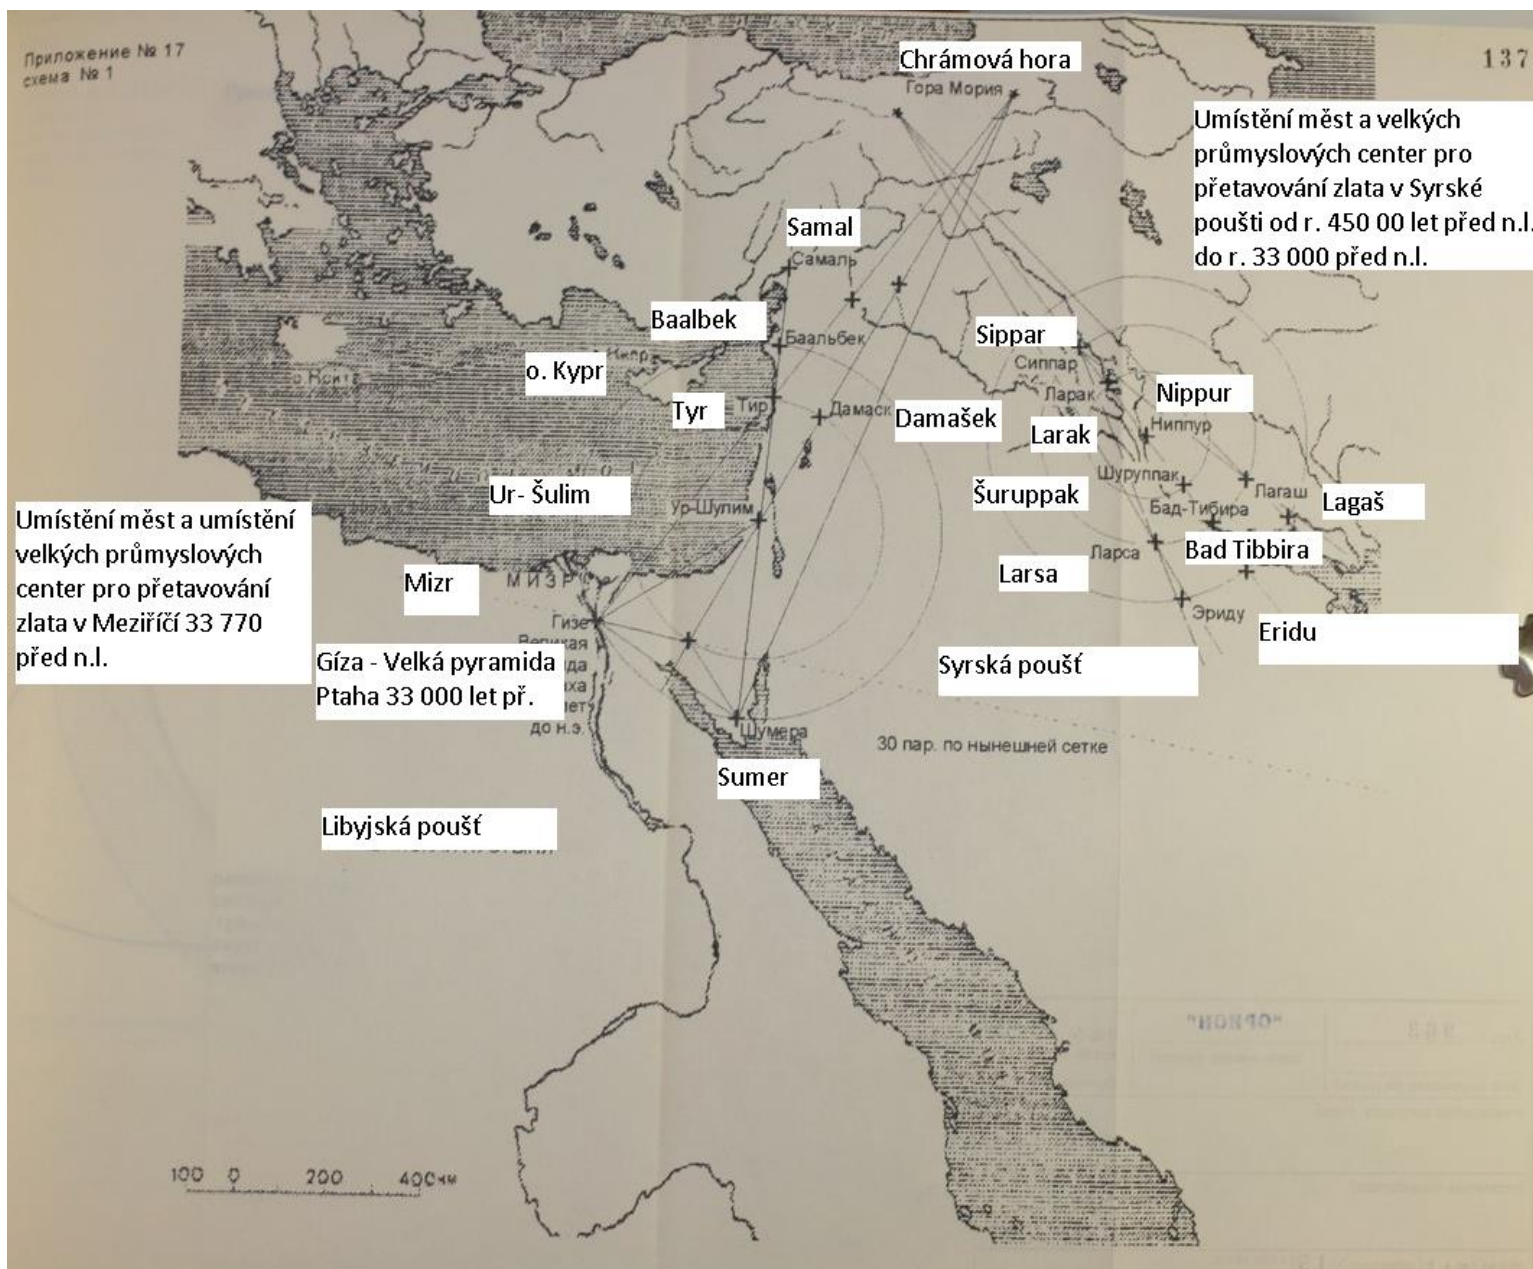 Приложение № 17
схема № 1
137
Chrámová hora
Гора Мория
Umístění měst a velkých
průmyslových center pro
přetavování zlata v Syrské
poušti od r. 450 00 let před n.l.
do r. 33 000 před n.l.
Samal
Самаль
Baalbek
Баальбек
Sippar
Сиппар
o. Kypr
Tyr
Тир
Дамаск
Damašek
Ларак
Larak
Nippur
Ниппур
Ur- Šulim
Ур-Шулим
Šuruppak
Шуруппак
Лагаш
Lagaš
Бад-Тибира
Bad Tibbira
Ларса
Larsa
Эриду
Eridu
Umístění měst a umístění
velkých průmyslových
center pro přetavování
zlata v Meziříčí 33 770
před n.l.
Mizr
МИЗР
Гизе
Великая
Gíza - Velká pyramida
Ptaha 33 000 let př.
до н.э.
Syrská poušť
Шумера
Sumer
30 пар. по нынешней сетке
Libyjská poušť
100 0 200 400 км